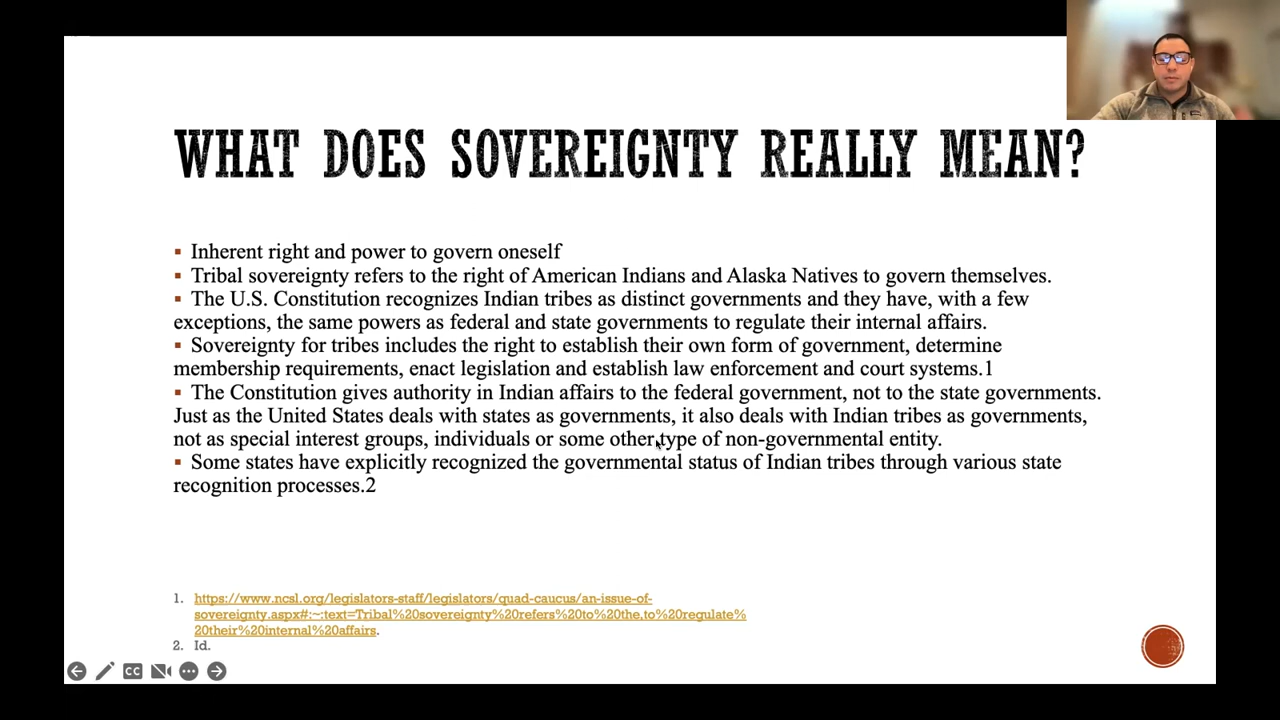 WHAT DOES SOVEREIGNTY REALLY MEAN?
▪ Inherent right and power to govern oneself
▪ Tribal sovereignty refers to the right of American Indians and Alaska Natives to govern themselves.
▪ The U.S. Constitution recognizes Indian tribes as distinct governments and they have, with a few
exceptions, the same powers as federal and state governments to regulate their internal affairs.
▪ Sovereignty for tribes includes the right to establish their own form of government, determine
membership requirements, enact legislation and establish law enforcement and court systems.1
▪ The Constitution gives authority in Indian affairs to the federal government, not to the state governments.
Just as the United States deals with states as governments, it also deals with Indian tribes as governments,
not as special interest groups, individuals or some other type of non-governmental entity.
▪ Some states have explicitly recognized the governmental status of Indian tribes through various state
recognition processes.2
1. https://www.ncsl.org/legislators-staff/legislators/quad-caucus/an-issue-of-
sovereignty.aspx#:~:text=Tribal%20sovereignty%20refers%20to%20the,to%20regulate%
20their%20internal%20affairs.
2. Id.
CC